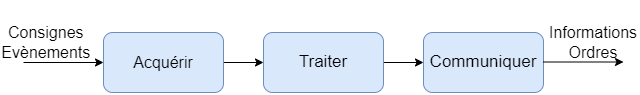 Consignes
Evènements
Acquérir
Traiter
Communiquer
Informations
Ordres